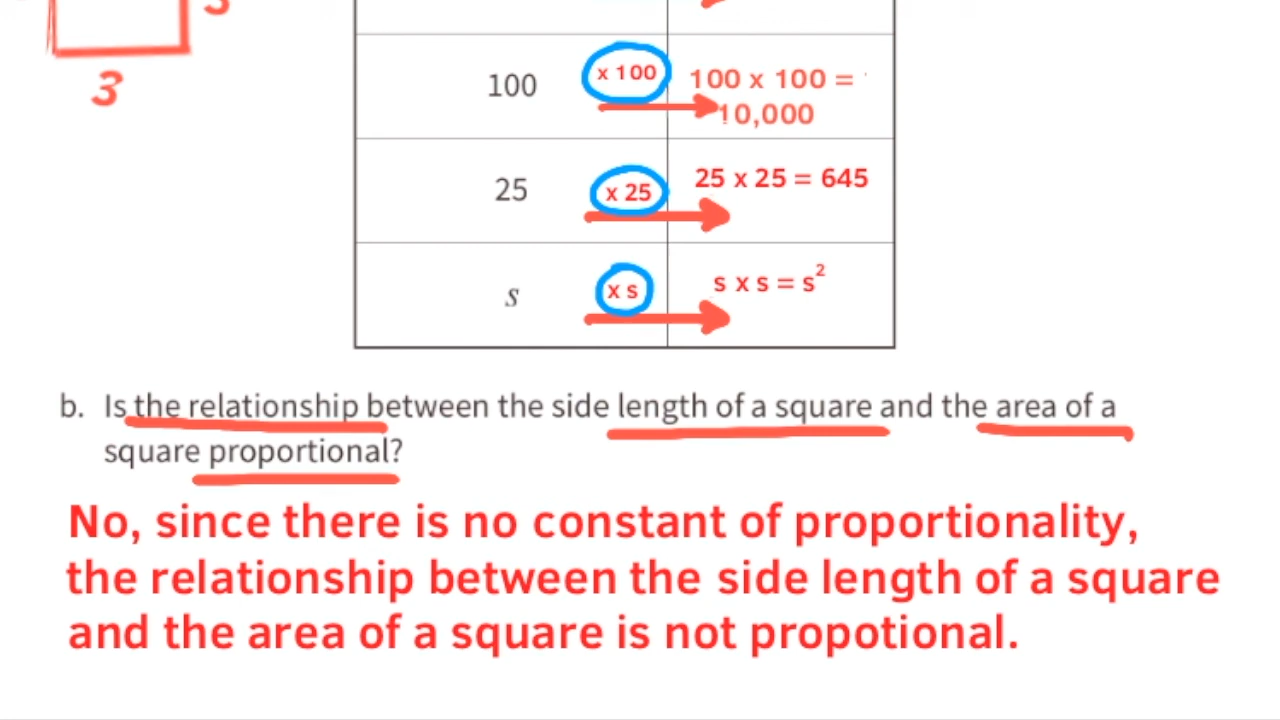 3
3
100 x 100 100 x 100 =
10,000
25 x 25 25 x 25 = 645
s x s s x s = s²
b. Is the relationship between the side length of a square and the area of a
square proportional?
No, since there is no constant of proportionality,
the relationship between the side length of a square
and the area of a square is not propotional.